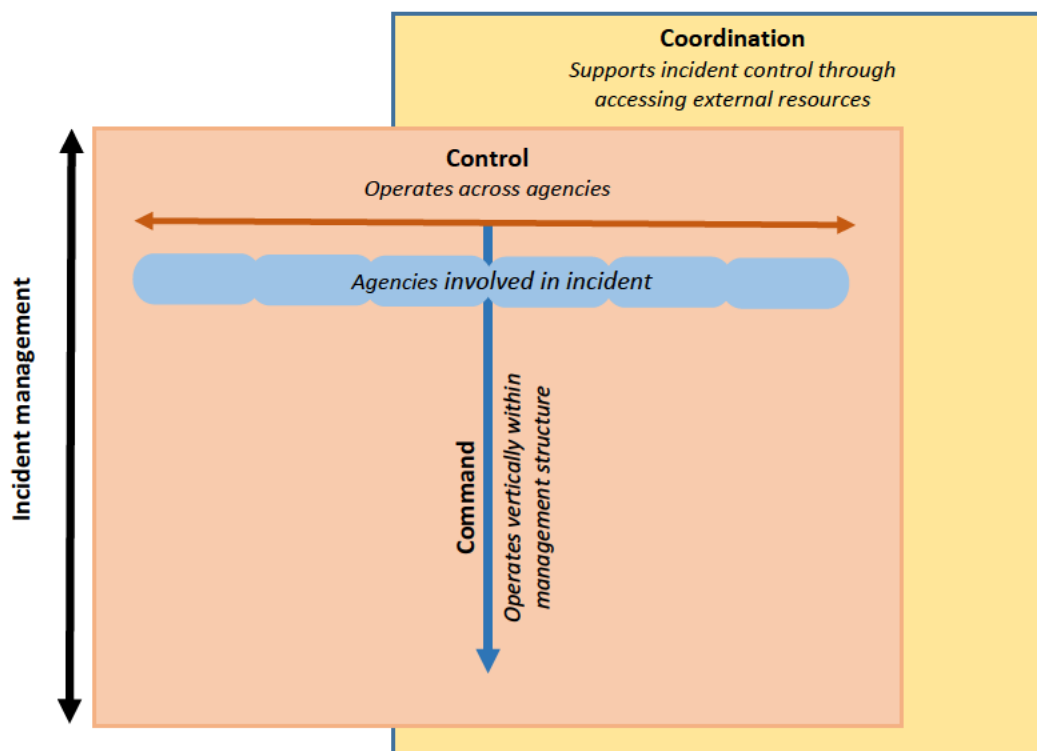 Coordination
Supports incident control through
accessing external resources
Control
Operates across agencies
Agencies involved in incident
Incident management
Command
Operates vertically within
management structure